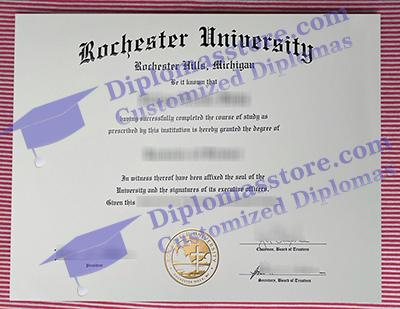 Rochester University
Rochester Hills, Michigan
Be it known that
having successfully completed the course of study as
prescribed by this institution is hereby granted the degree of
In witness thereof have been affixed the seal of the
University and the signatures of its executive officers,
Given this
President
Chairman, Board of Trustees
Secretary, Board of Trustees
Diplomasstore.com
Customized Diplomas
Diplomasstore.com
Customized Diplomas